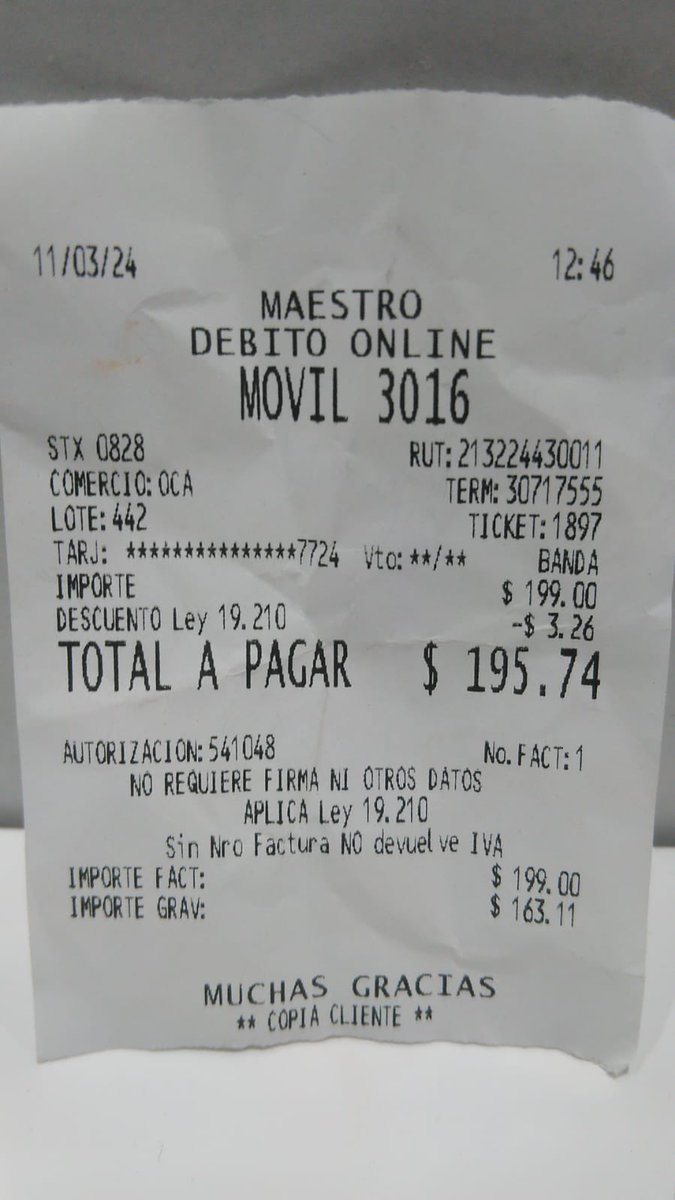 11/03/24 12:46
MAESTRO
DEBITO ONLINE
MOVIL 3016
STX 0828 RUT: 213224430011
COMERCIO: OCA TERM: 30717555
LOTE: 442 TICKET: 1897
TARJ: ***************7724 Vto: **/** BANDA
IMPORTE $ 199.00
DESCUENTO Ley 19.210 -$ 3.26
TOTAL A PAGAR $ 195.74
AUTORIZACION: 541048 No. FACT: 1
NO REQUIERE FIRMA NI OTROS DATOS
APLICA Ley 19.210
Sin Nro Factura NO devuelve IVA
IMPORTE FACT: $ 199.00
IMPORTE GRAV: $ 163.11
MUCHAS GRACIAS
** COPIA CLIENTE **